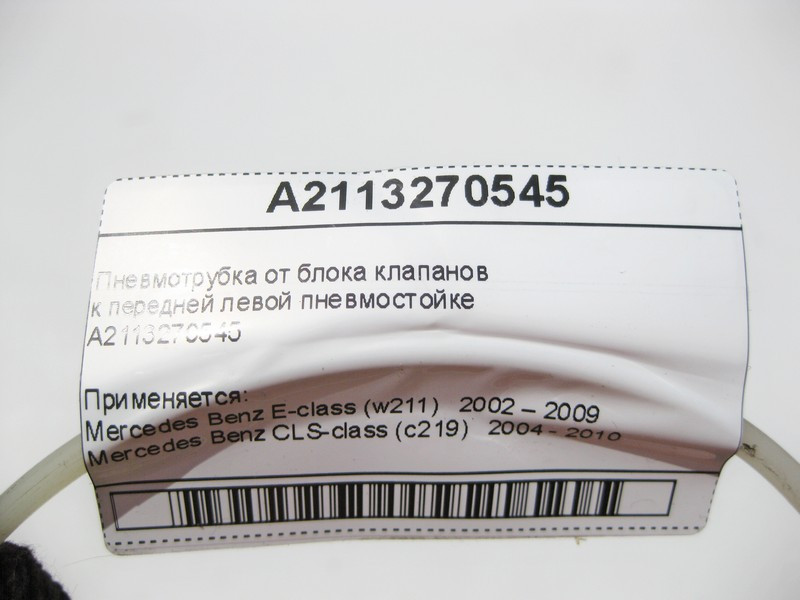 A2113270545
Пневмотрубка от блока клапанов
к передней левой пневмостойке
A2113270545
Применяется:
Mercedes Benz E-class (w211) 2002 – 2009
Mercedes Benz CLS-class (c219) 2004 - 2010